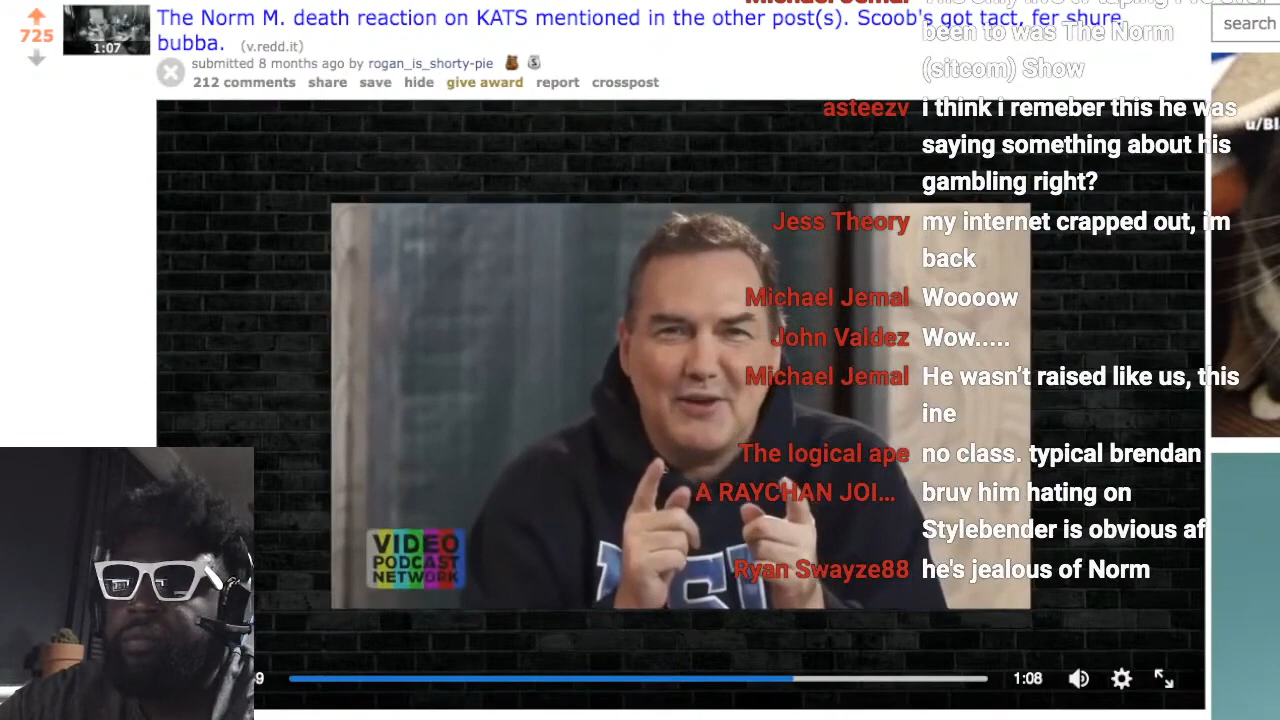 725
1:07
The Norm M. death reaction on KATS mentioned in the other post(s). Scoob's got tact, fer shure
bubba. (v.redd.it)
submitted 8 months ago by rogan_is_shorty-pie
212 comments share save hide give award report crosspost
search
been to was The Norm
(sitcom) Show
asteezv i think i remeber this he was
saying something about his
gambling right?
u/Bl
Jess Theory my internet crapped out, im
back
Michael Jemal Woooow
John Valdez Wow.....
Michael Jemal He wasn't raised like us, this
ine
The logical ape no class. typical brendan
A RAYCHAN JOI... bruv him hating on
Stylebender is obvious af
Ryan Swayze88 he's jealous of Norm
VIDEO
PODCAST
NETWORK
9
1:08